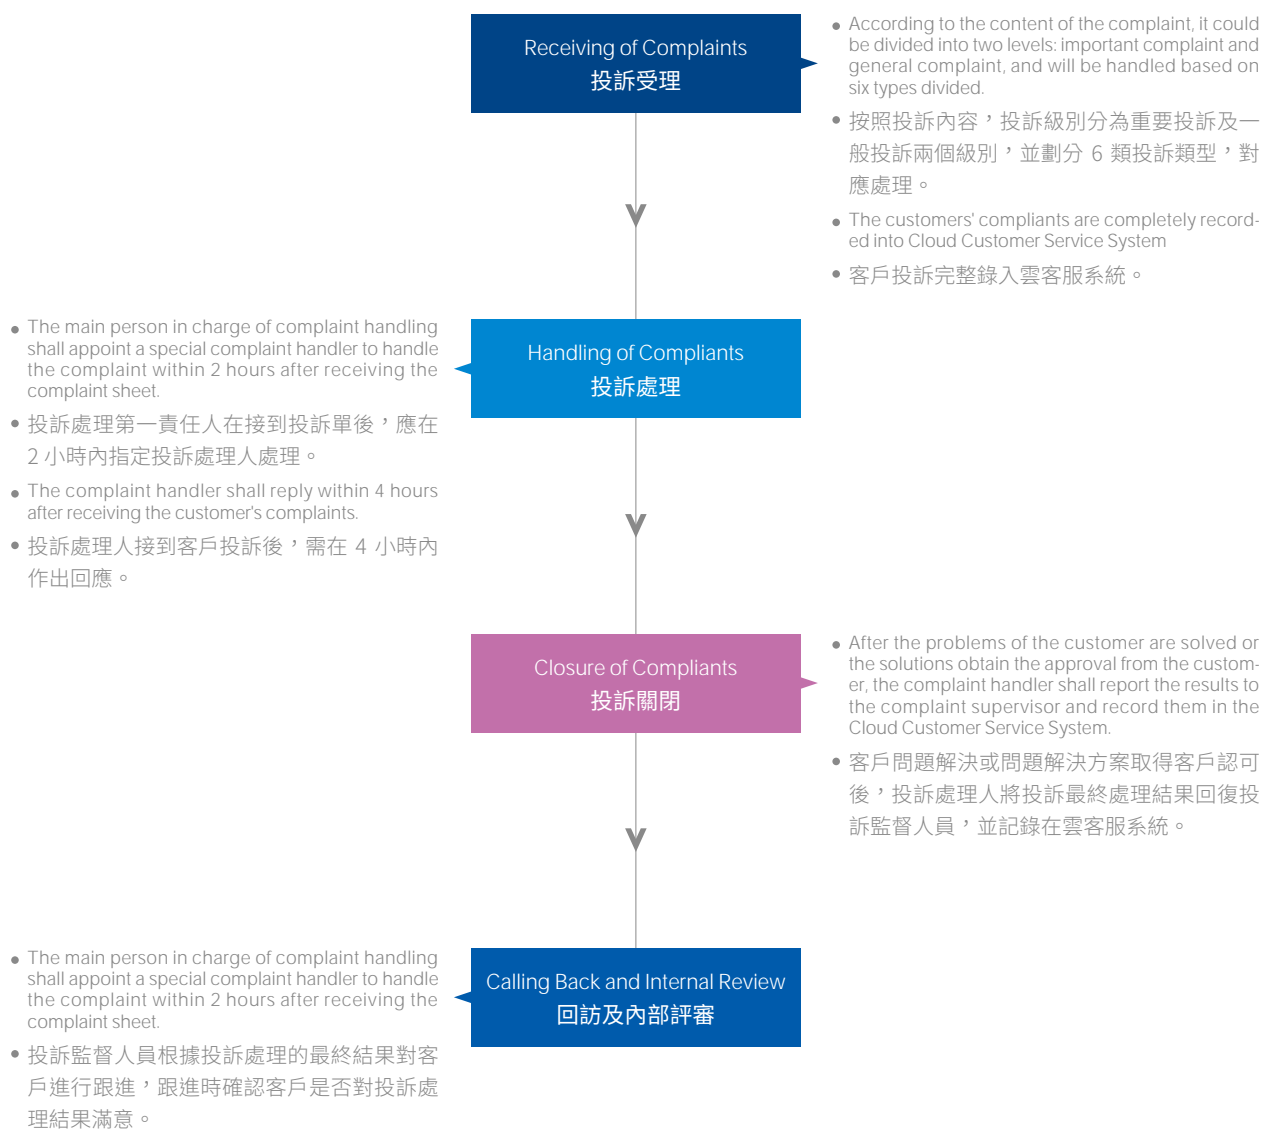 Receiving of Complaints
投訴受理
● According to the content of the complaint, it could
be divided into two levels: important complaint and
general complaint, and will be handled based on
six types divided.
● 按照投訴內容，投訴級別分為重要投訴及一
般投訴兩個級別，並劃分 6 類投訴類型，對
應處理。
● The customers' compliants are completely record-
ed into Cloud Customer Service System
● 客戶投訴完整錄入雲客服系統。
Handling of Compliants
投訴處理
● The main person in charge of complaint handling
shall appoint a special complaint handler to handle
the complaint within 2 hours after receiving the
complaint sheet.
● 投訴處理第一責任人在接到投訴單後，應在
2 小時內指定投訴處理人處理。
● The complaint handler shall reply within 4 hours
after receiving the customer's complaints.
● 投訴處理人接到客戶投訴後，需在 4 小時內
作出回應。
Closure of Compliants
投訴關閉
● After the problems of the customer are solved or
the solutions obtain the approval from the custom-
er, the complaint handler shall report the results to
the complaint supervisor and record them in the
Cloud Customer Service System.
● 客戶問題解決或問題解決方案取得客戶認可
後，投訴處理人將投訴最終處理結果回復投
訴監督人員，並記錄在雲客服系統。
Calling Back and Internal Review
回訪及內部評審
● The main person in charge of complaint handling
shall appoint a special complaint handler to handle
the complaint within 2 hours after receiving the
complaint sheet.
● 投訴監督人員根據投訴處理的最終結果對客
戶進行跟進，跟進時確認客戶是否對投訴處
理結果滿意。